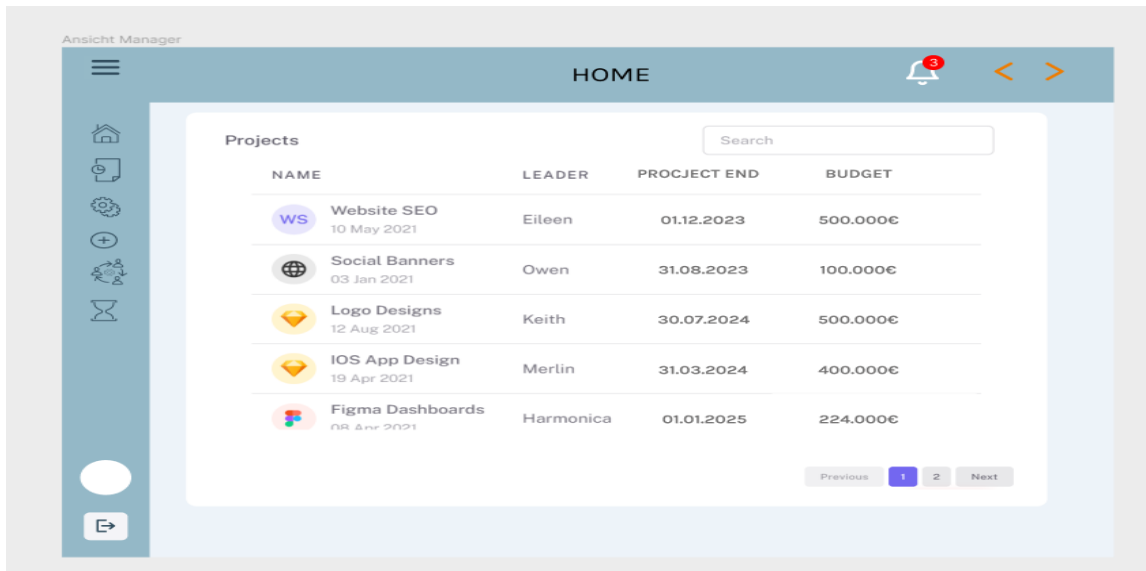 Ansicht Manager
HOME
3
< >
Projects
Search
NAME LEADER PROCJECT END BUDGET
WS Website SEO Eileen 01.12.2023 500.000€
10 May 2021
Social Banners Owen 31.08.2023 100.000€
03 Jan 2021
Logo Designs Keith 30.07.2024 500.000€
12 Aug 2021
IOS App Design Merlin 31.03.2024 400.000€
19 Apr 2021
Figma Dashboards Harmonica 01.01.2025 224.000€
08 Apr 2021
Previous 1 2 Next